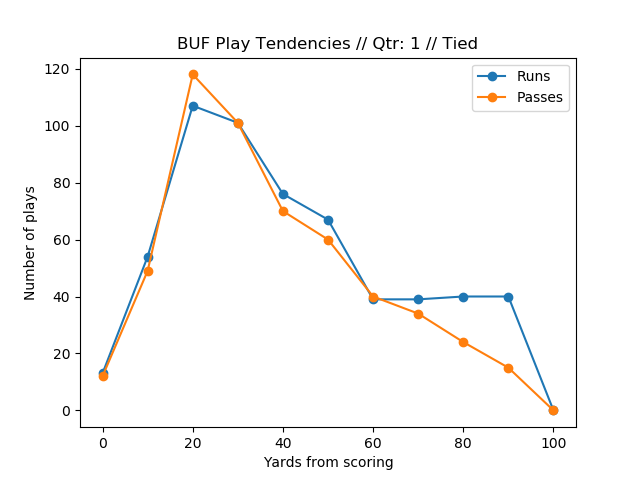 BUF Play Tendencies // Qtr: 1 // Tied
Runs
Passes
Number of plays
120
100
80
60
40
20
0
0 20 40 60 80 100
Yards from scoring